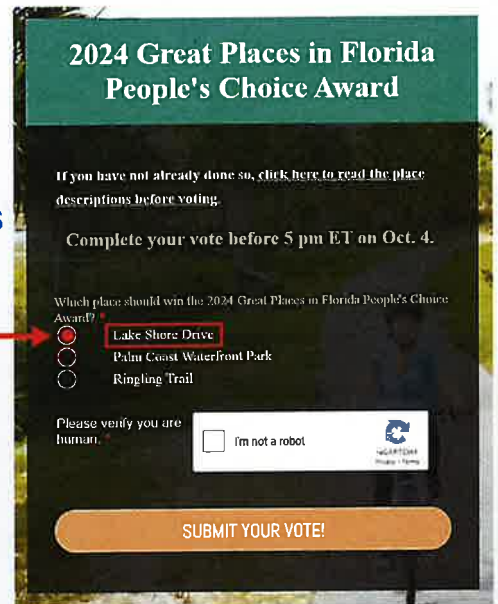 2024 Great Places in Florida
People's Choice Award
If you have not already done so, click here to read the place
descriptions before voting.
S
Complete your vote before 5 pm ET on Oct. 4.
Which place should win the 2024 Great Places in Florida People's Choice
Award? *
Lake Shore Drive
Palm Coast Waterfront Park
Ringling Trail
Please verify you are
human. *
I'm not a robot
reCAPTCHA
Privacy - Terms
SUBMIT YOUR VOTE!